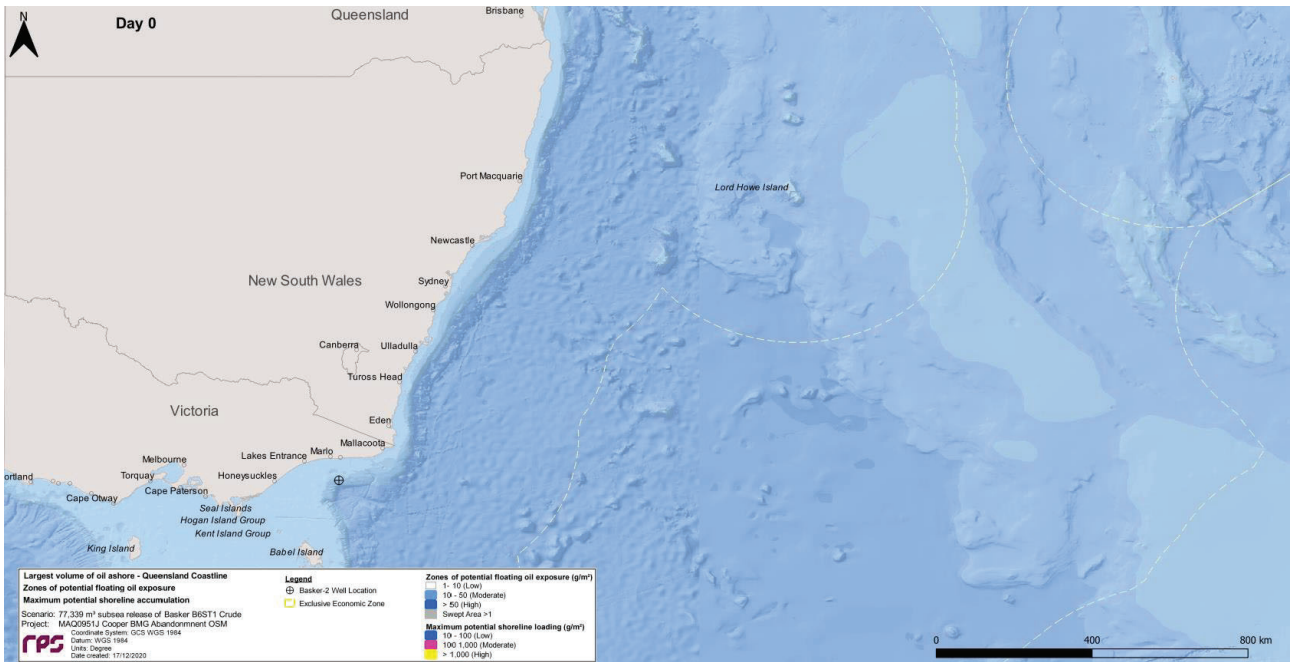 N
Day 0
Queensland
Brisbane
Port Macquarie
Lord Howe Island
Newcastle
New South Wales
Sydney
Wollongong
Canberra
Ulladulla
Tuross Head
Victoria
Eden
Mallacoota
Lakes Entrance
Marlo
Melbourne
Torquay
Honeysuckles
ortland
Cape Otway
Cape Paterson
Seal Islands
Hogan Island Group
Kent Island Group
King Island
Babel Island
Largest volume of oil ashore - Queensland Coastline
Zones of potential floating oil exposure
Maximum potential shoreline accumulation
Scenario: 77,339 m³ subsea release of Basker B6ST1 Crude
Project: MAQ0951J Cooper BMG Abandonmnent OSM
rps
Coordinate System: GCS WGS 1984
Datum: WGS 1984
Units: Degree
Date created: 17/12/2020
Legend
Basker-2 Well Location
Exclusive Economic Zone
Zones of potential floating oil exposure (g/m²)
1- 10 (Low)
10 - 50 (Moderate)
> 50 (High)
Swept Area >1
Maximum potential shoreline loading (g/m²)
10 - 100 (Low)
100 1,000 (Moderate)
> 1,000 (High)
0 400 800 km